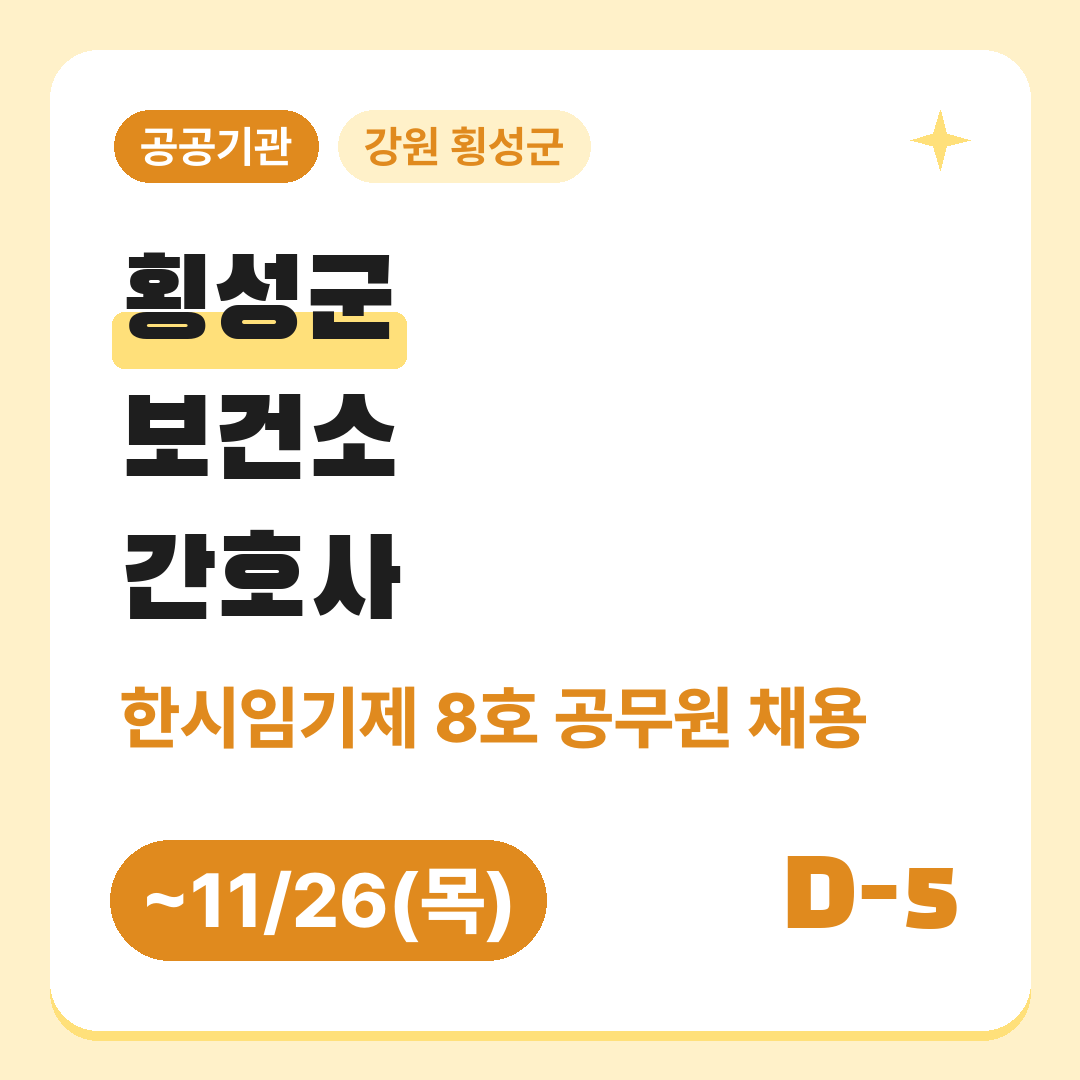 공공기관 강원 횡성군
횡성군
보건소
간호사
한시임기제 8호 공무원 채용
~11/26(목) D-5